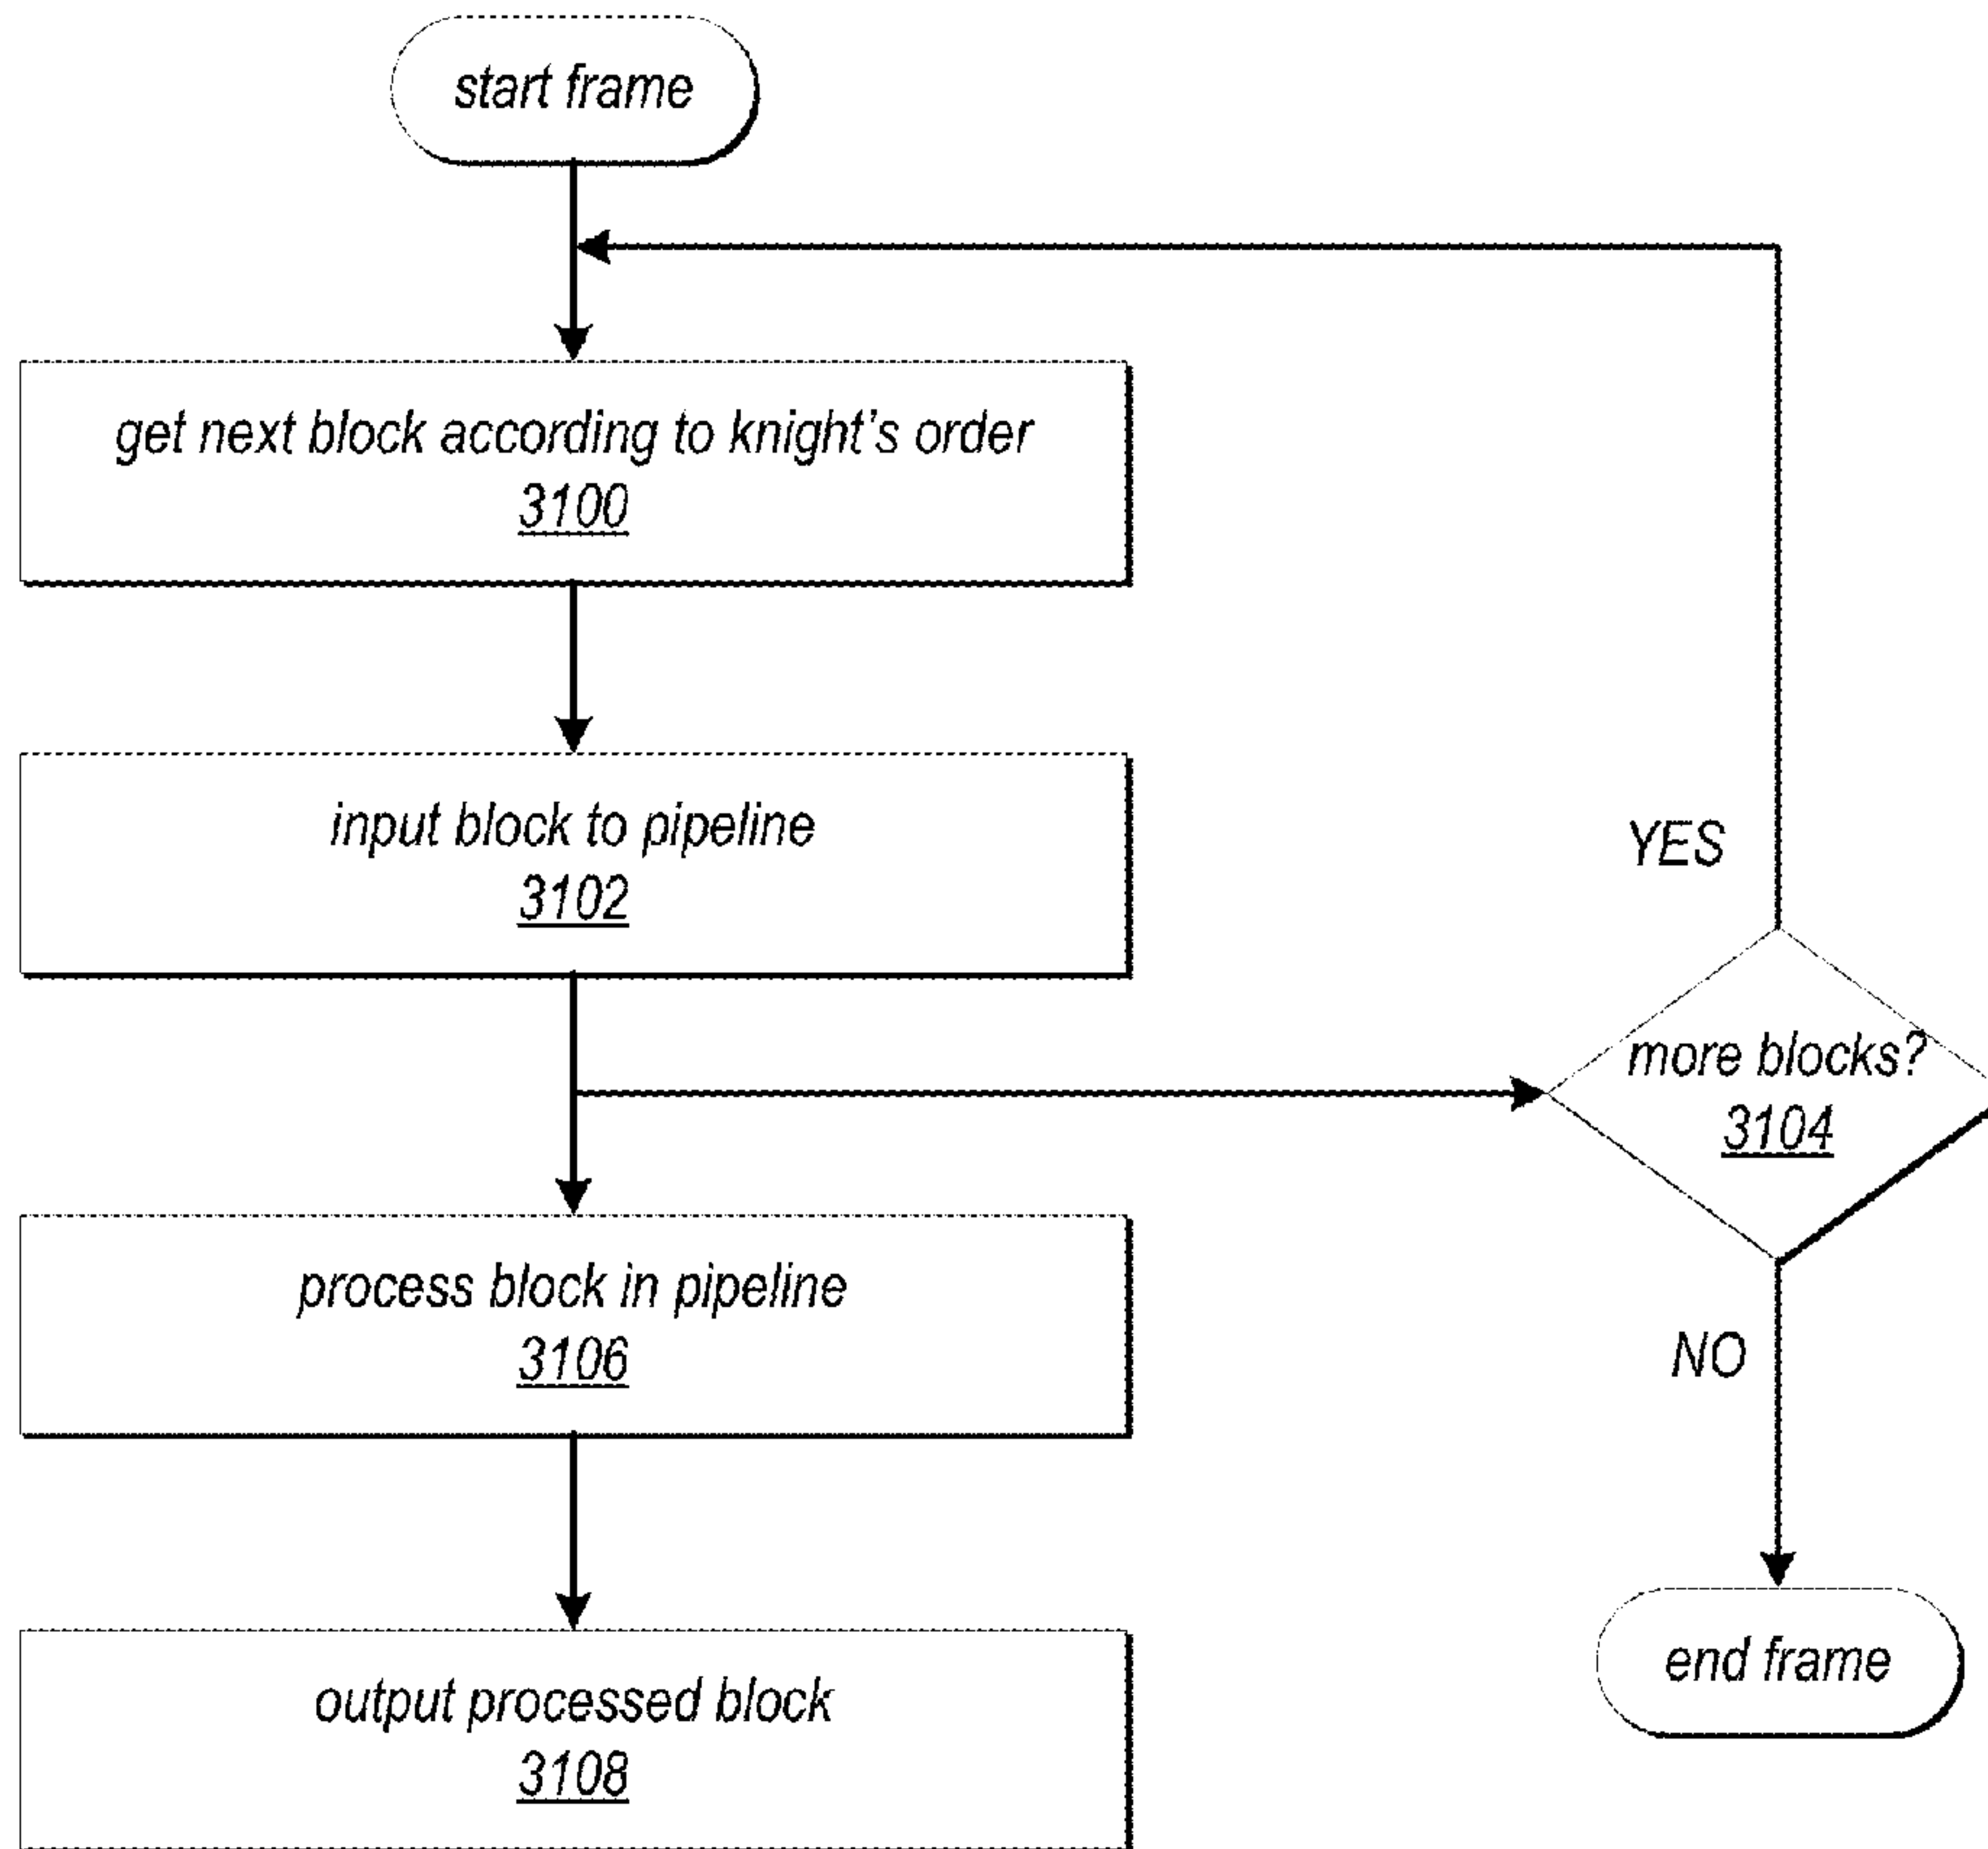 start frame
get next block according to knight's order
3100
input block to pipeline
3102
YES
more blocks?
3104
process block in pipeline
3106
NO
output processed block
3108
end frame